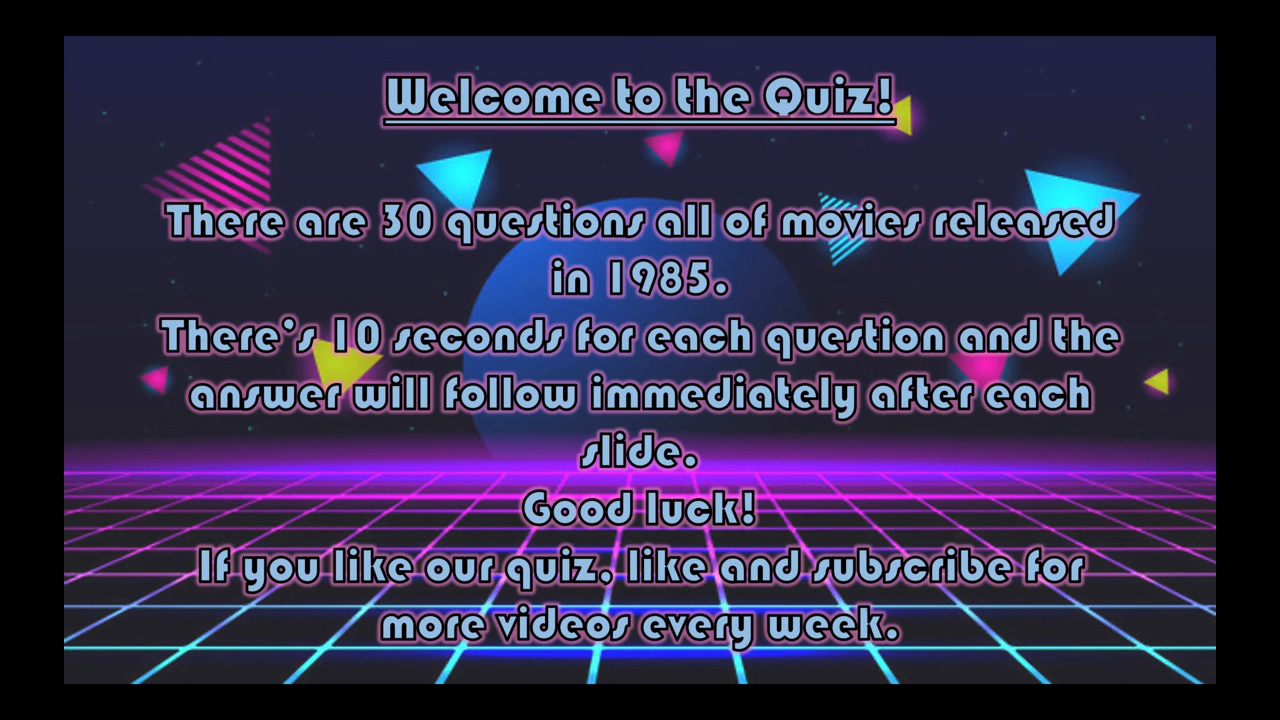 Welcome to the Quiz!
There are 30 questions all of movies released
in 1985.
There's 10 seconds for each question and the
answer will follow immediately after each
slide.
Good luck!
If you like our quiz, like and subscribe for
more videos every week.